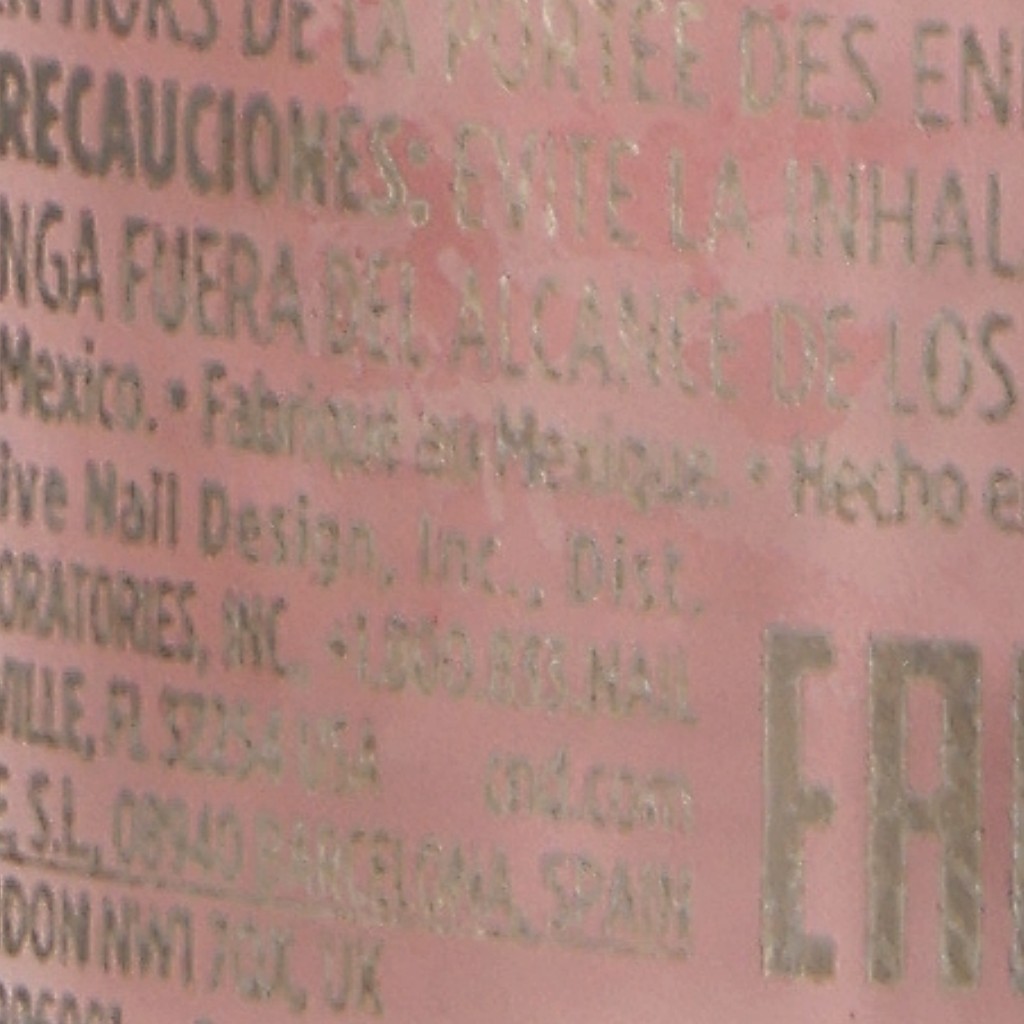 HORS DE LA PORTÉE DES EN
RECAUCIONES: EVITE LA INHAL
NGA FUERA DEL ALCANCE DE LOS
Mexico. • Fabriqué au Mexique. • Hecho e
ive Nail Design, Inc., Dist.
ORATORIES, INC. •1.800.833.NAIL
VILLE, FL 32254 USA cnd.com
E, S.L., 08940 BARCELONA, SPAIN
DON NW1 7QX, UK
EAC